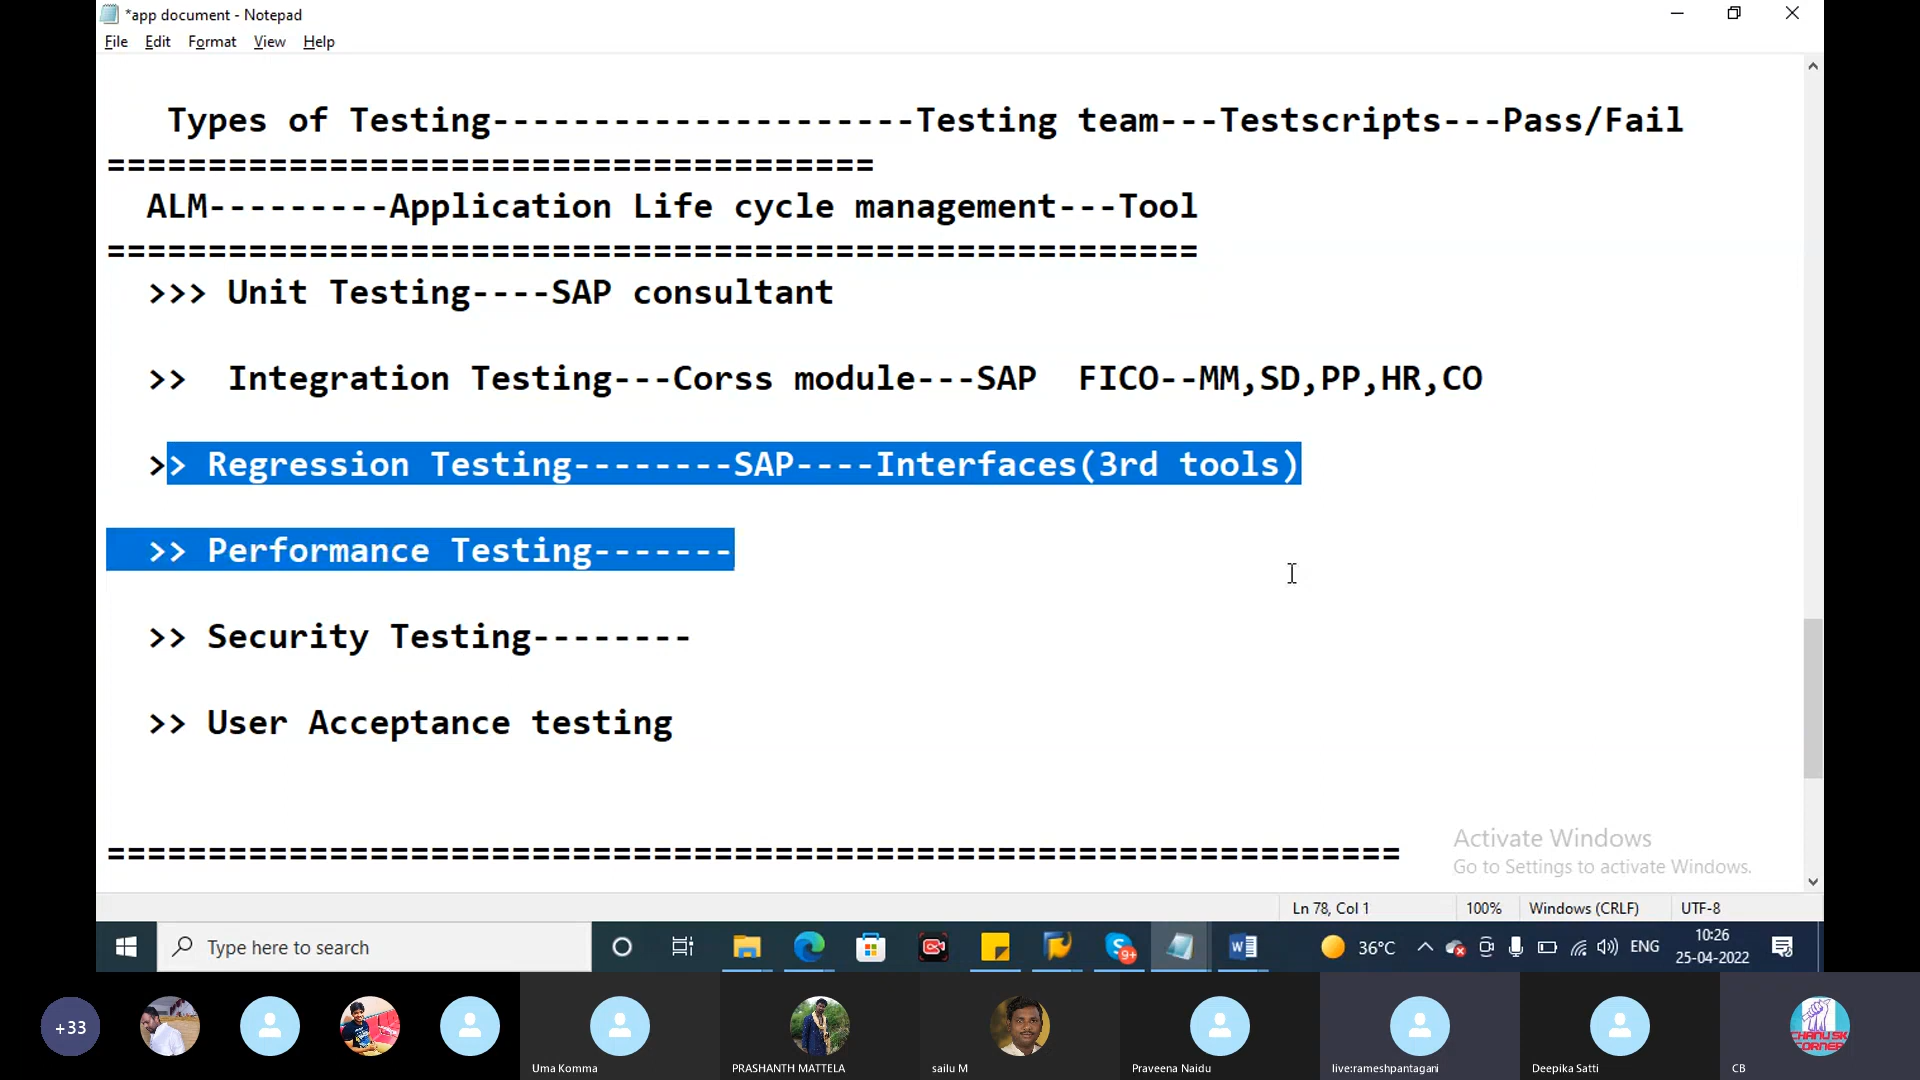 *app document - Notepad
File Edit Format View Help
Types of Testing---------------------Testing team---Testscripts---Pass/Fail
======================================
ALM---------Application Life cycle management---Tool
======================================================
>>> Unit Testing----SAP consultant
>> Integration Testing---Corss module---SAP FICO--MM,SD,PP,HR,CO
>> Regression Testing--------SAP----Interfaces(3rd tools)
>> Performance Testing-------
>> Security Testing--------
>> User Acceptance testing
================================================================
Activate Windows
Go to Settings to activate Windows.
Ln 78, Col 1 100% Windows (CRLF) UTF-8
Type here to search
9+
36°C
ENG
10:26
25-04-2022
+33
Uma Komma
PRASHANTH MATTELA
sailu M
Praveena Naidu
live:rameshpantagani
Deepika Satti
CHANU SK
CORNER
CB